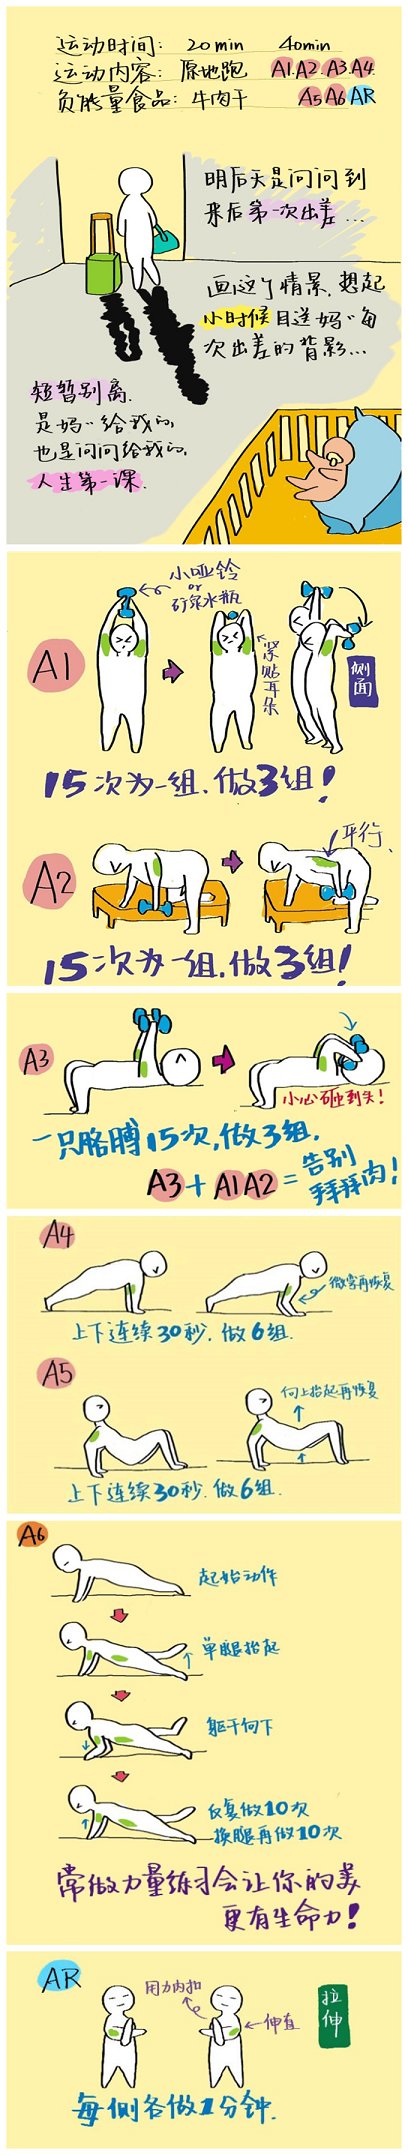 运动时间: 20min 40min
运动内容: 原地跑 A1.A2.A3.A4.
负能量食品: 牛肉干 A5 A6 AR
明后天是问问到
来后第一次出差...
画这个情景,想起
小时候目送妈〃每
次出差的背影...
短暂别离.
是妈〃给我的,
也是问问给我的,
人生第一课.
A1
小哑铃
or
矿泉水瓶
紧贴耳朵
侧面
15次为一组.做3组!
A2
平行、
15次为一组.做3组!
A3
小心砸到头!
一只胳膊15次,做3组.
A3+A1A2=告别
拜拜肉!
A4
微弯再恢复
上下连续30秒.做6组.
A5
向上抬起再恢复
上下连续30秒.做6组.
A6
起始动作
单腿抬起
躯干向下
反复做10次
换腿再做10次
常做力量练习会让你的美
更有生命力!
AR
用力内扣
伸直
拉伸
每侧各做1分钟.